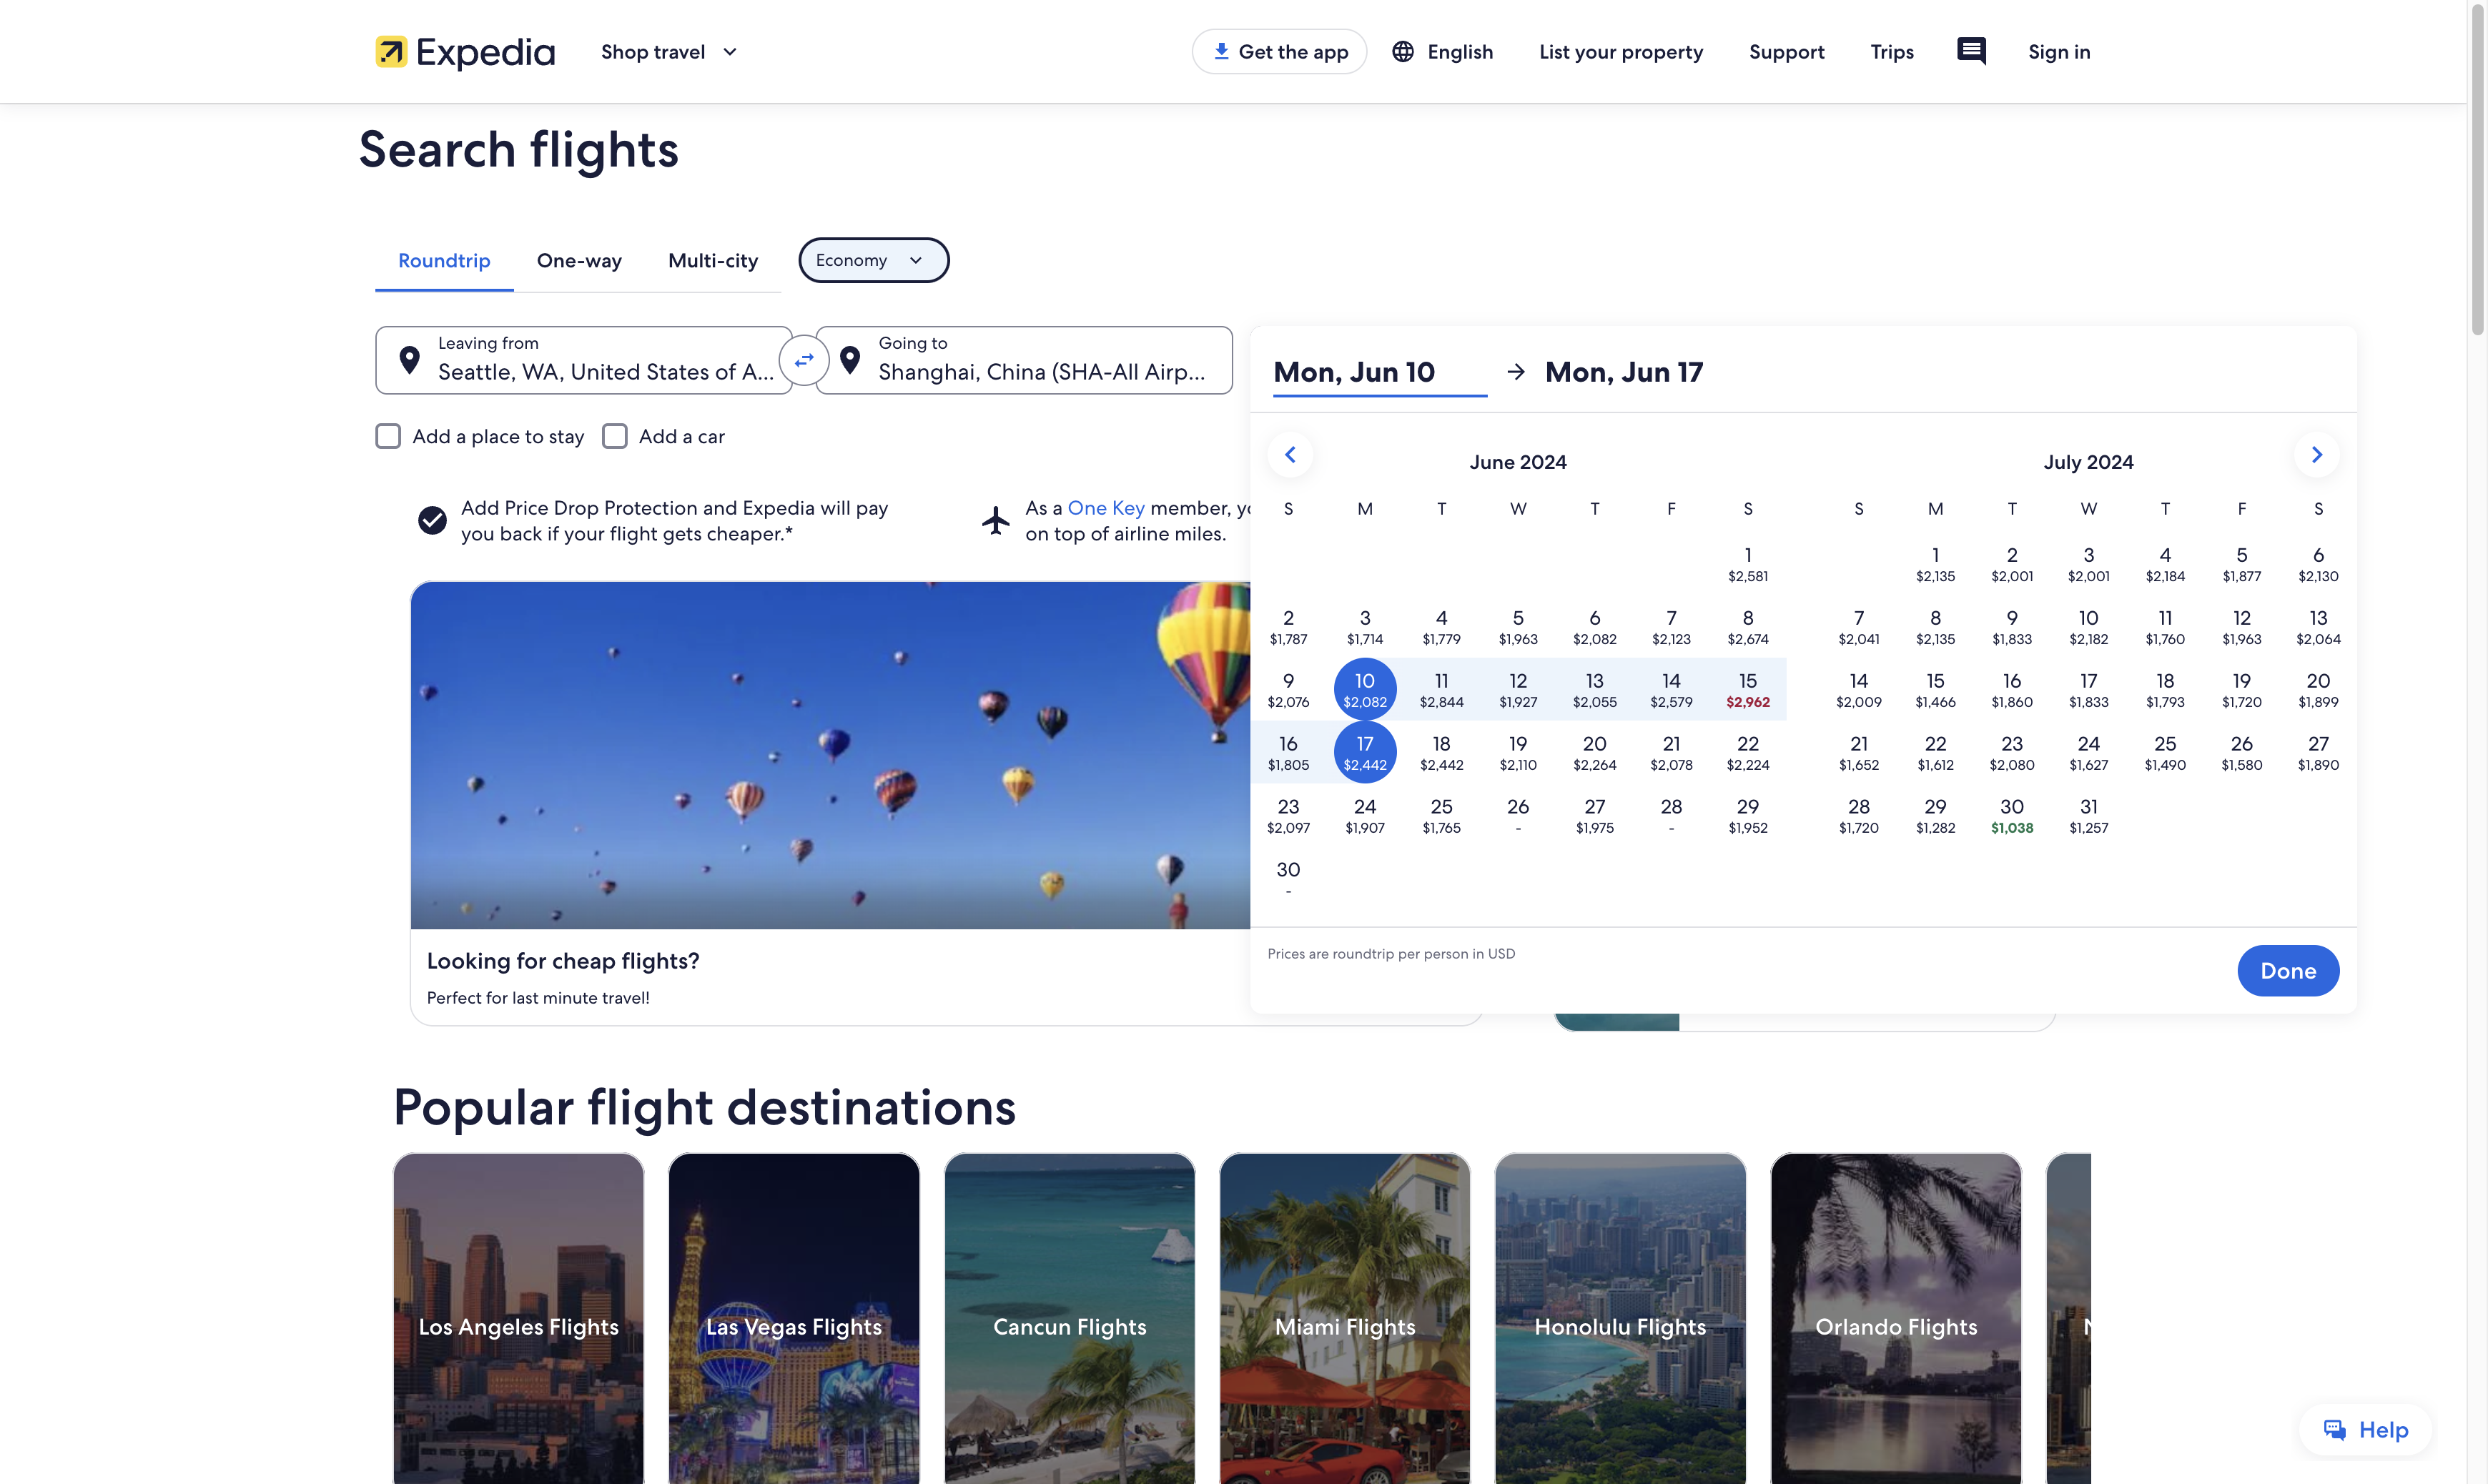 Expedia
Shop travel
Get the app
English
List your property
Support
Trips
Sign in
Search flights
Roundtrip
One-way
Multi-city
Economy
Leaving from
Seattle, WA, United States of A...
Going to
Shanghai, China (SHA-All Airp...
Add a place to stay
Add a car
Add Price Drop Protection and Expedia will pay
you back if your flight gets cheaper.*
As a One Key member, yo
on top of airline miles.
Mon, Jun 10
Mon, Jun 17
June 2024
S M T W T F S
1
$2,581
2 3 4 5 6 7 8
$1,787 $1,714 $1,779 $1,963 $2,082 $2,123 $2,674
9 10 11 12 13 14 15
$2,076 $2,082 $2,844 $1,927 $2,055 $2,579 $2,962
16 17 18 19 20 21 22
$1,805 $2,442 $2,442 $2,110 $2,264 $2,078 $2,224
23 24 25 26 27 28 29
$2,097 $1,907 $1,765 - $1,975 - $1,952
30
-
July 2024
S M T W T F S
1 2 3 4 5 6
$2,135 $2,001 $2,001 $2,184 $1,877 $2,130
7 8 9 10 11 12 13
$2,041 $2,135 $1,833 $2,182 $1,760 $1,963 $2,064
14 15 16 17 18 19 20
$2,009 $1,466 $1,860 $1,833 $1,793 $1,720 $1,899
21 22 23 24 25 26 27
$1,652 $1,612 $2,080 $1,627 $1,490 $1,580 $1,890
28 29 30 31
$1,720 $1,282 $1,038 $1,257
Prices are roundtrip per person in USD
Done
Looking for cheap flights?
Perfect for last minute travel!
Popular flight destinations
Los Angeles Flights
Las Vegas Flights
Cancun Flights
Miami Flights
Honolulu Flights
Orlando Flights
Help